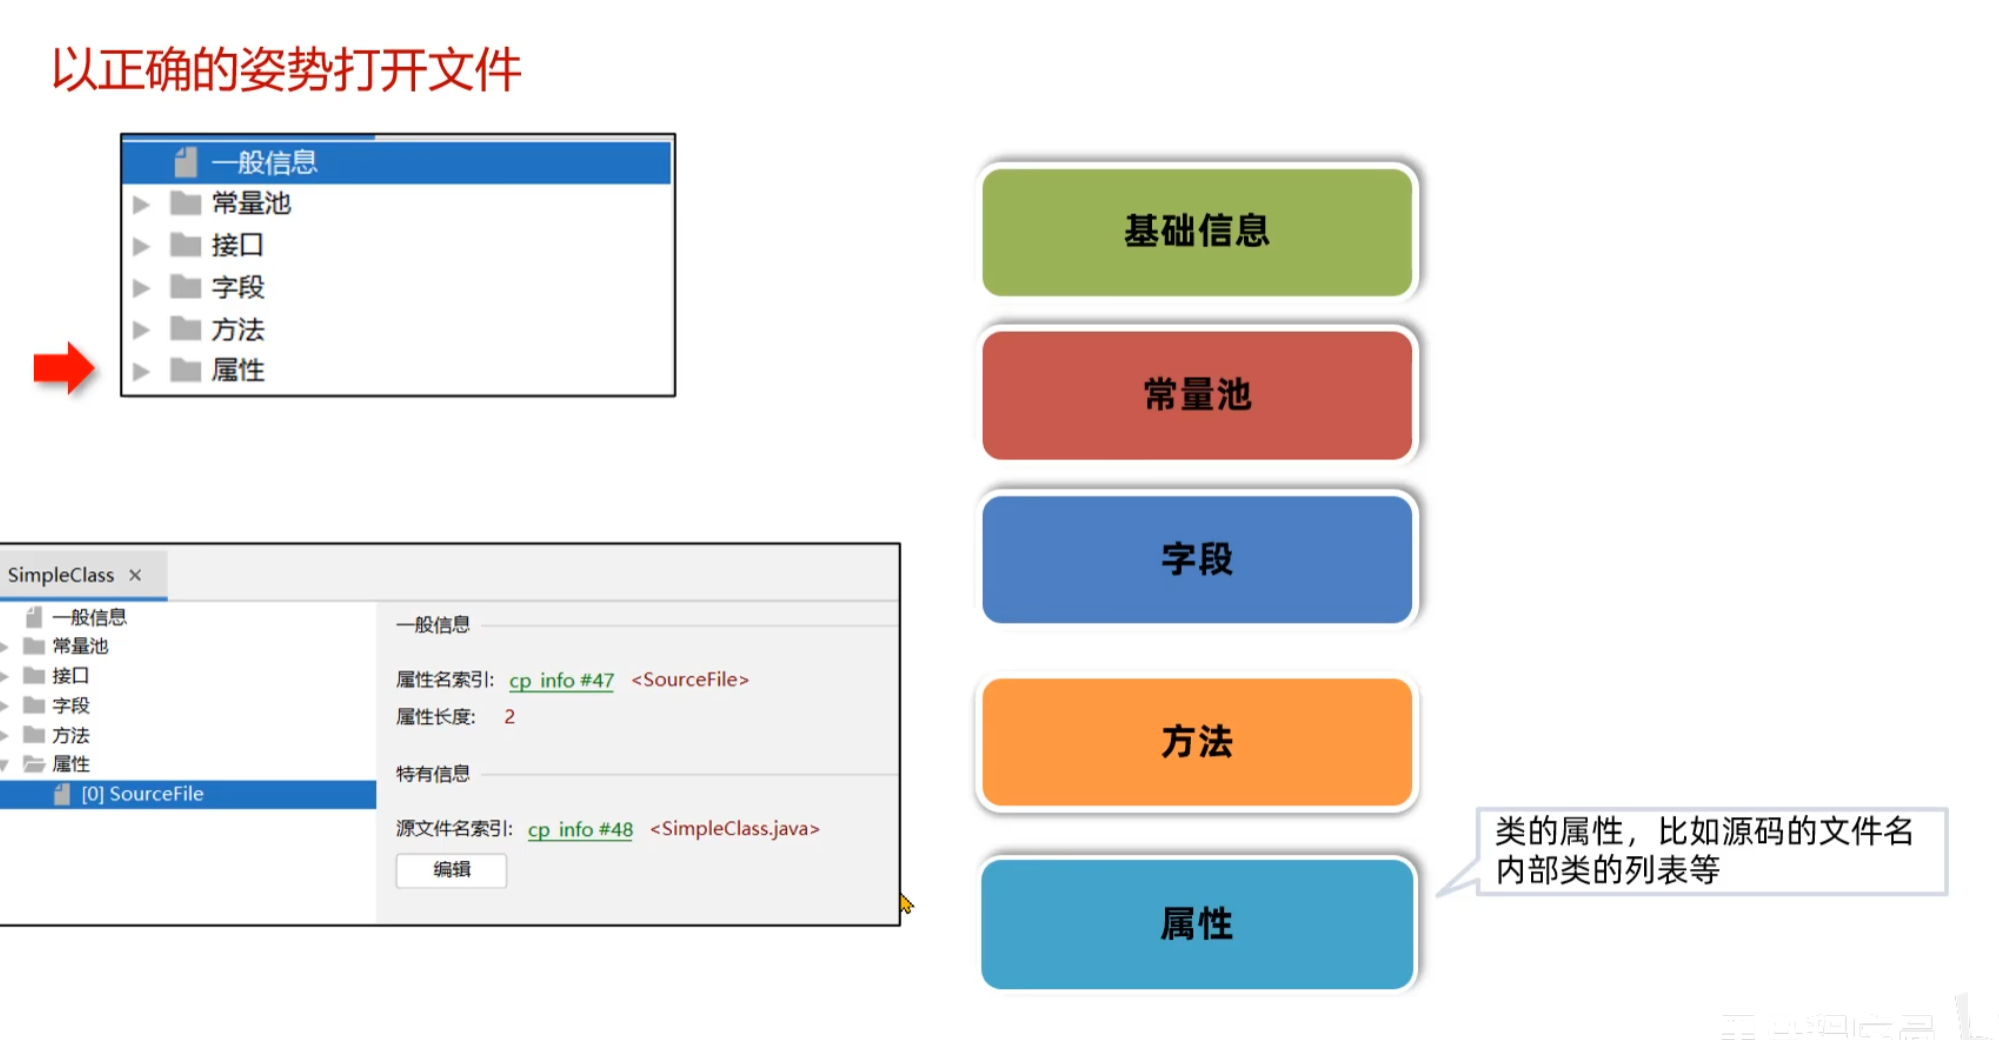 以正确的姿势打开文件
一般信息
常量池
接口
字段
方法
属性
SimpleClass ×
一般信息
常量池
接口
字段
方法
属性
[0] SourceFile
一般信息
属性名索引: cp_info #47 <SourceFile>
属性长度: 2
特有信息
源文件名索引: cp_info #48 <SimpleClass.java>
编辑
基础信息
常量池
字段
方法
属性
类的属性，比如源码的文件名
内部类的列表等